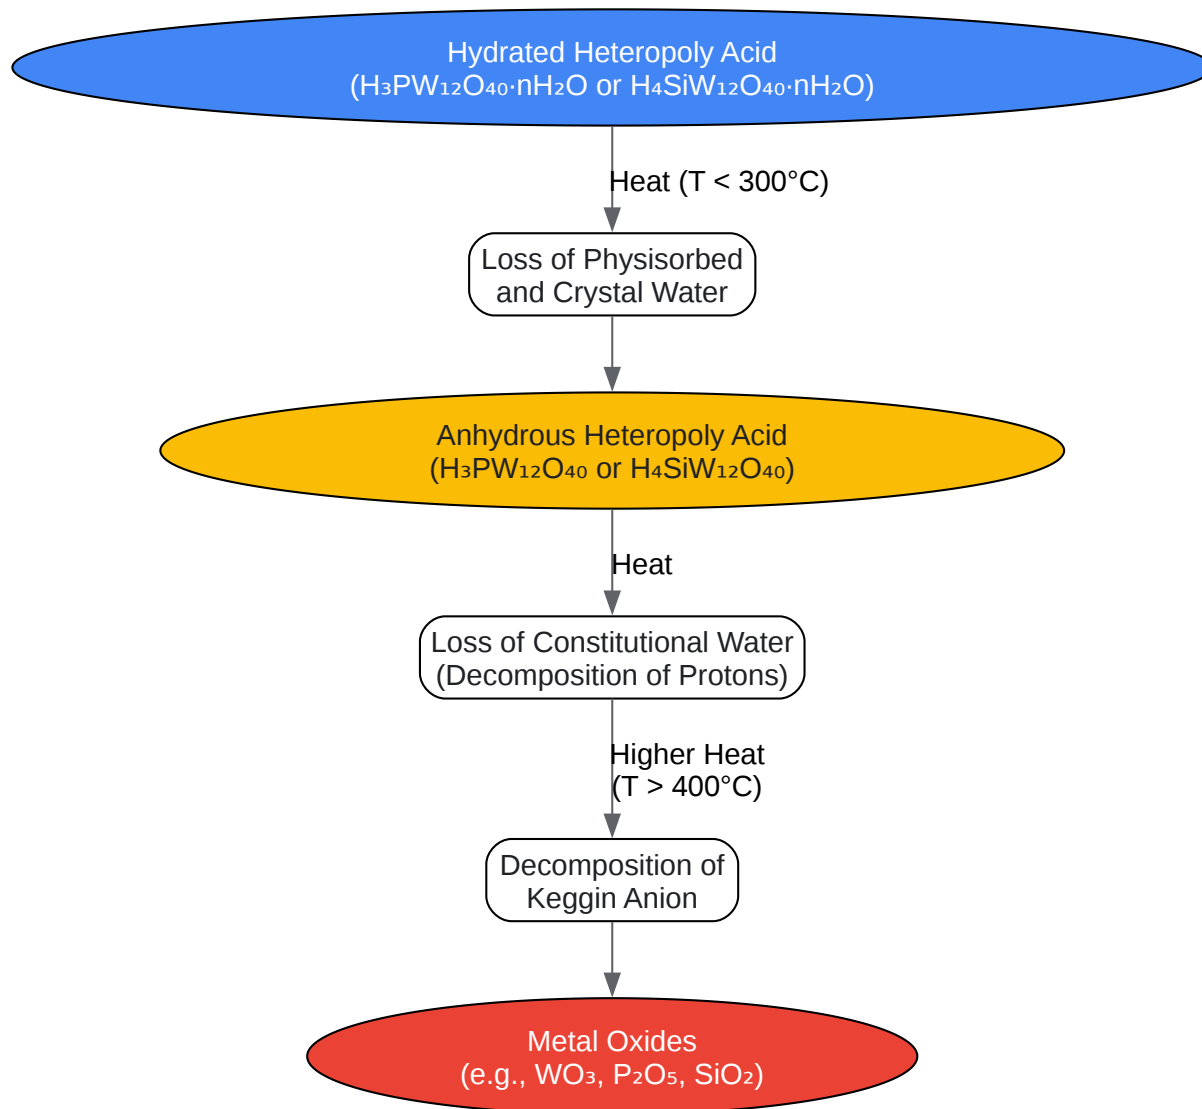 Hydrated Heteropoly Acid
(H₃PW₁₂O₄₀·nH₂O or H₄SiW₁₂O₄₀·nH₂O)
Heat (T < 300°C)
Loss of Physisorbed
and Crystal Water
Anhydrous Heteropoly Acid
(H₃PW₁₂O₄₀ or H₄SiW₁₂O₄₀)
Heat
Loss of Constitutional Water
(Decomposition of Protons)
Higher Heat
(T > 400°C)
Decomposition of
Keggin Anion
Metal Oxides
(e.g., WO₃, P₂O₅, SiO₂)